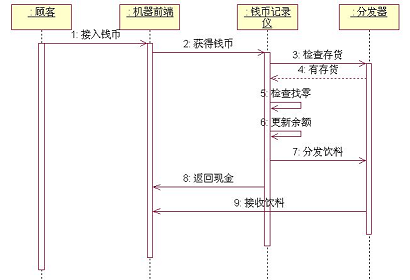 : 顾客
: 机器前端
: 钱币记录
仪
: 分发器
1: 接入钱币
2: 获得钱币
3: 检查存货
4: 有存货
5: 检查找零
6: 更新余额
7: 分发饮料
8: 返回现金
9: 接收饮料